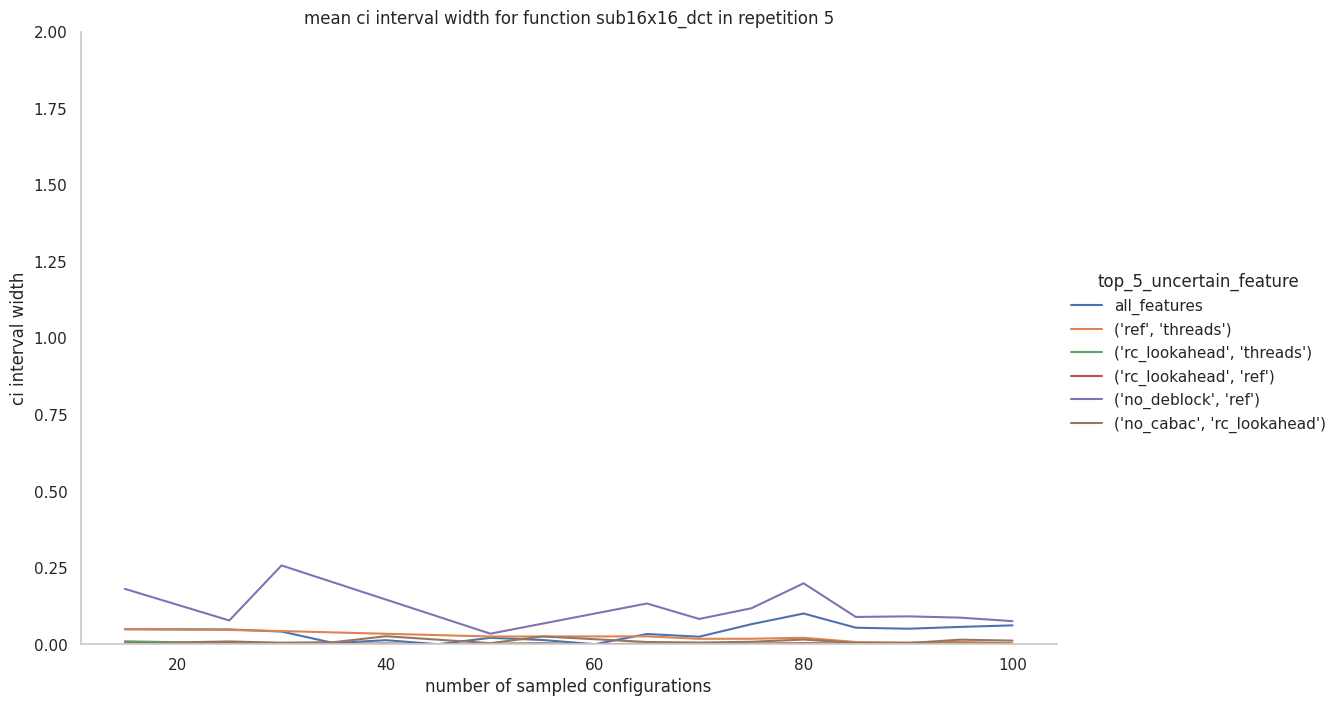 mean ci interval width for function sub16x16_dct in repetition 5
2.00
1.75
1.50
1.25
1.00
0.75
0.50
0.25
0.00
ci interval width
20
40
60
80
100
number of sampled configurations
top_5_uncertain_feature
all_features
('ref', 'threads')
('rc_lookahead', 'threads')
('rc_lookahead', 'ref')
('no_deblock', 'ref')
('no_cabac', 'rc_lookahead')